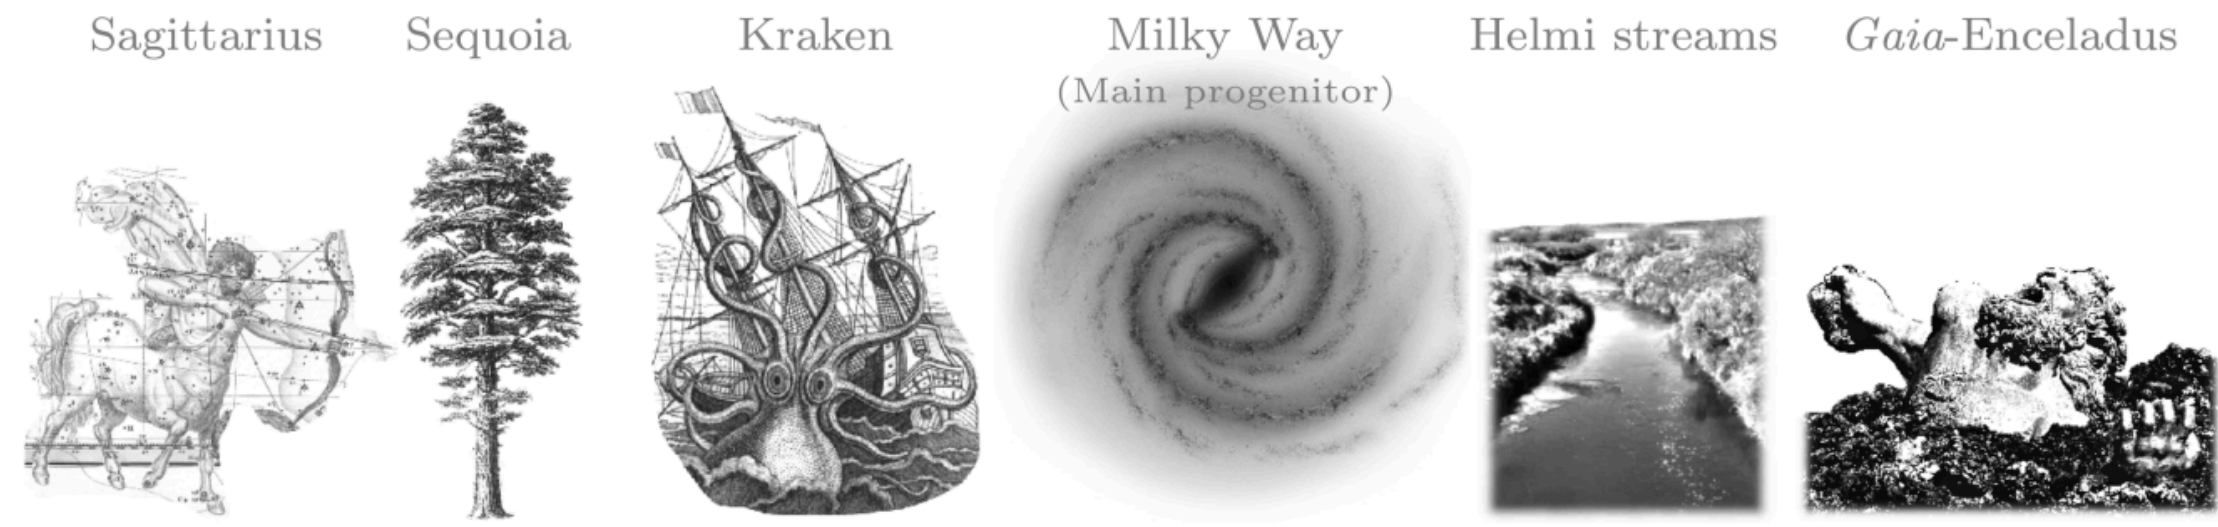 Sagittarius
Sequoia
Kraken
Milky Way
(Main progenitor)
Helmi streams
Gaia-Enceladus